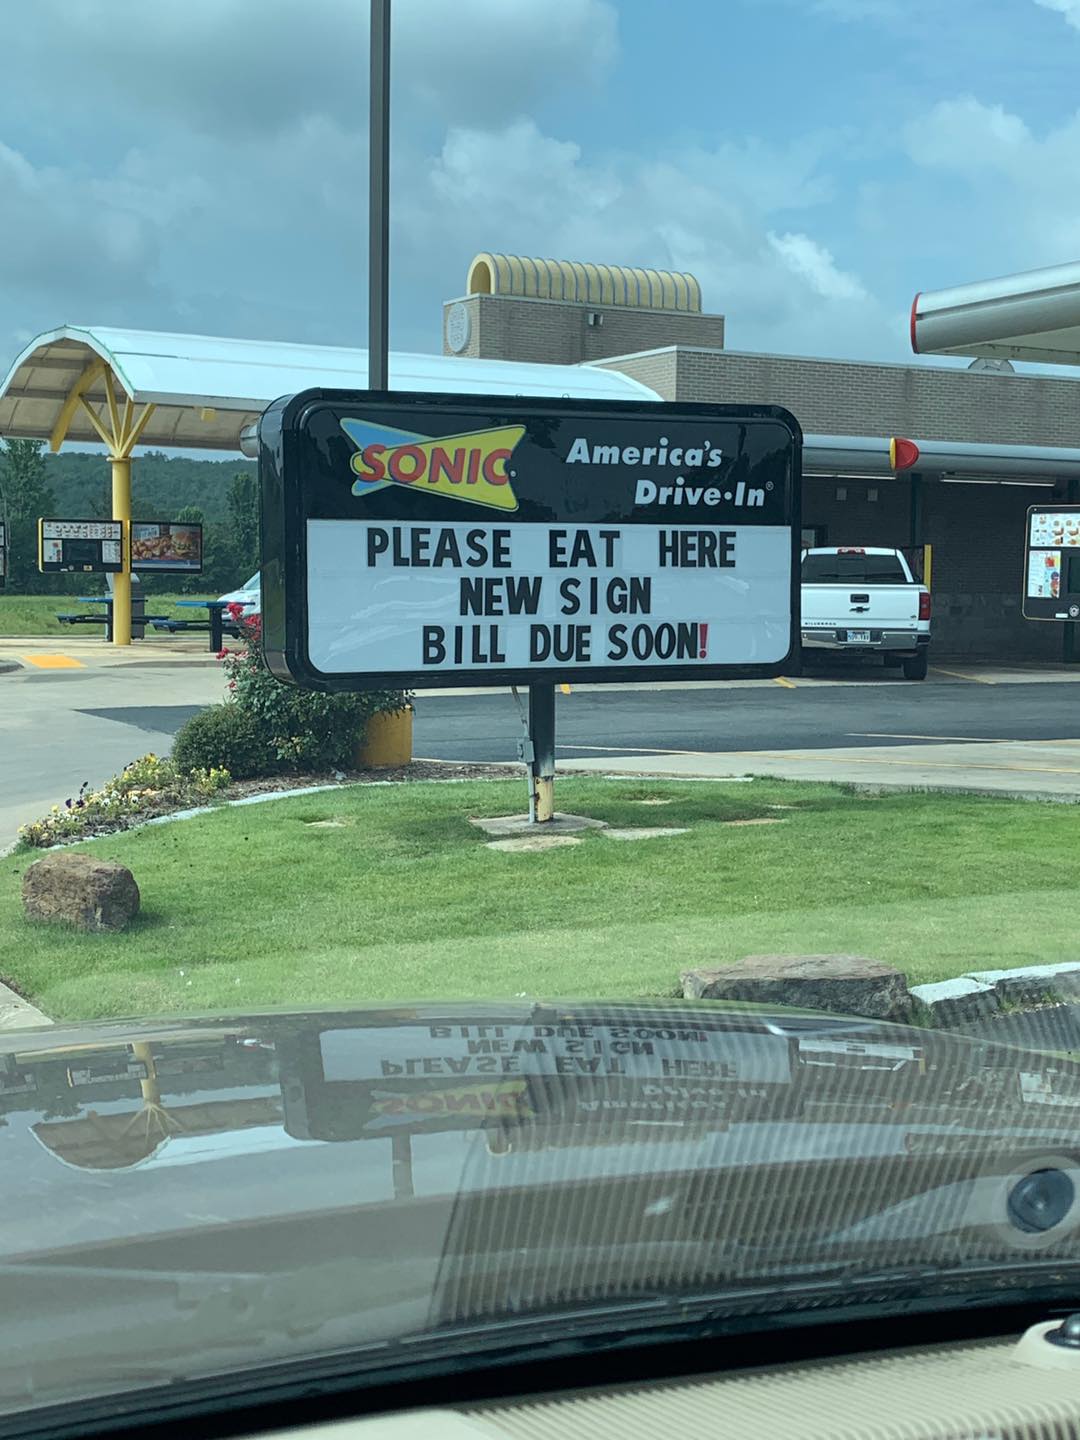 SONIC
America's
Drive-In®
PLEASE EAT HERE
NEW SIGN
BILL DUE SOON!